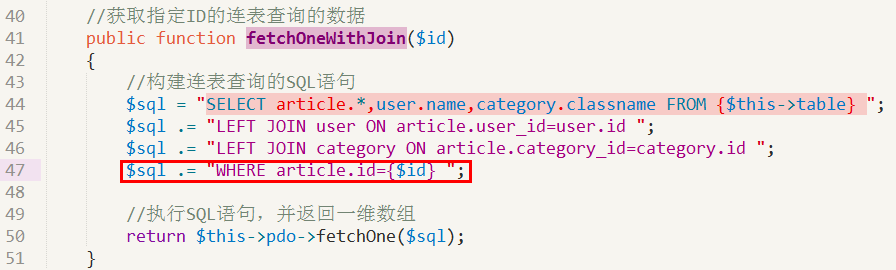 40 //获取指定ID的连表查询的数据
41 public function fetchOneWithJoin($id)
42 {
43 //构建连表查询的SQL语句
44 $sql = "SELECT article.*,user.name,category.classname FROM {$this->table} ";
45 $sql .= "LEFT JOIN user ON article.user_id=user.id ";
46 $sql .= "LEFT JOIN category ON article.category_id=category.id ";
47 $sql .= "WHERE article.id={$id} ";
48
49 //执行SQL语句，并返回一维数组
50 return $this->pdo->fetchOne($sql);
51 }